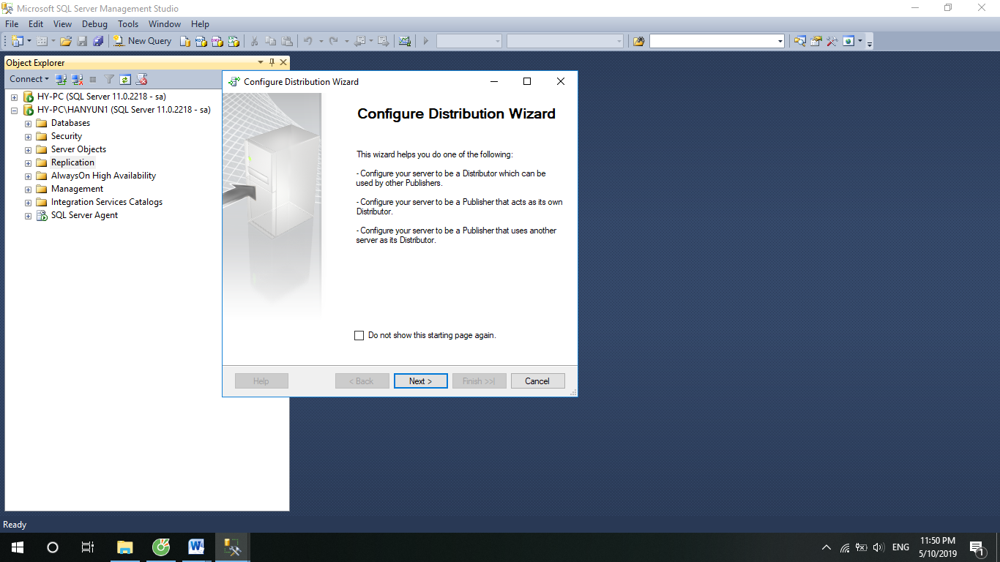 Microsoft SQL Server Management Studio
File Edit View Debug Tools Window Help
New Query
Object Explorer
Connect
HY-PC (SQL Server 11.0.2218 - sa)
HY-PC\HANYUN1 (SQL Server 11.0.2218 - sa)
Databases
Security
Server Objects
Replication
AlwaysOn High Availability
Management
Integration Services Catalogs
SQL Server Agent
Configure Distribution Wizard
Configure Distribution Wizard
This wizard helps you do one of the following:
- Configure your server to be a Distributor which can be
used by other Publishers.
- Configure your server to be a Publisher that acts as its own
Distributor.
- Configure your server to be a Publisher that uses another
server as its Distributor.
Do not show this starting page again.
Help < Back Next > Finish >>| Cancel
Ready
ENG
11:50 PM
5/10/2019
1